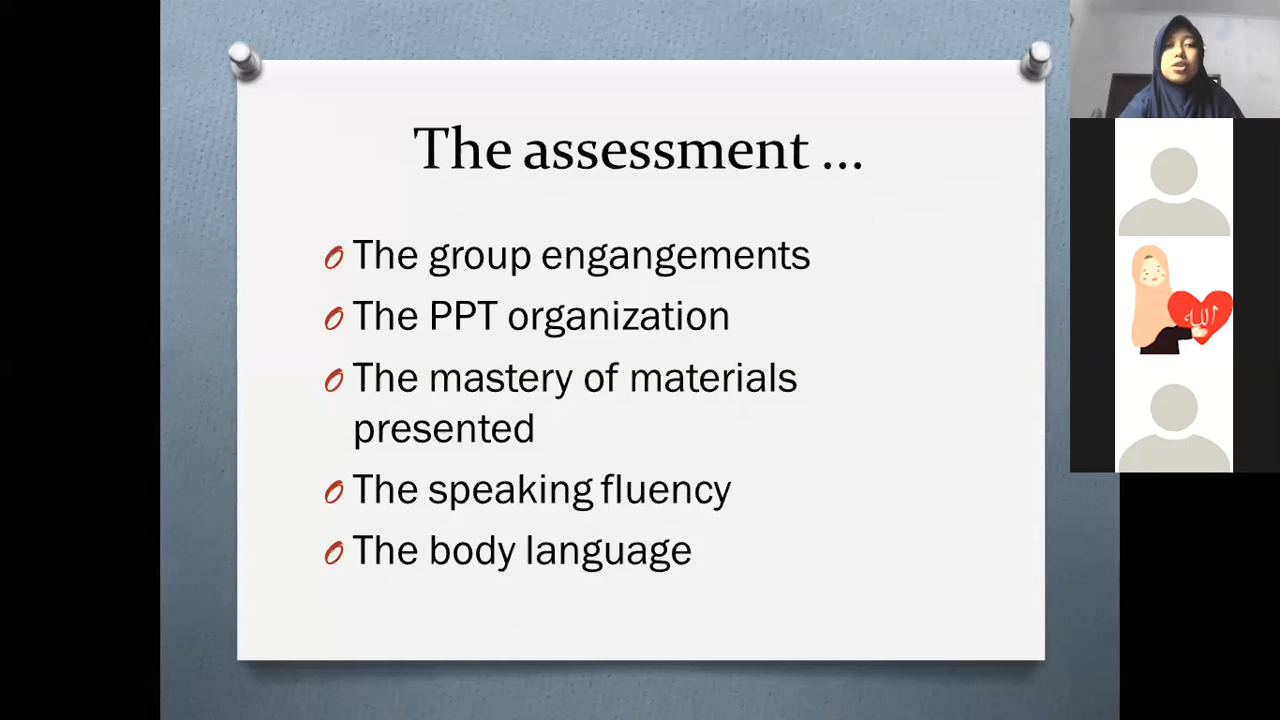 The assessment ...
The group engangements
The PPT organization
The mastery of materials
presented
The speaking fluency
The body language
الله